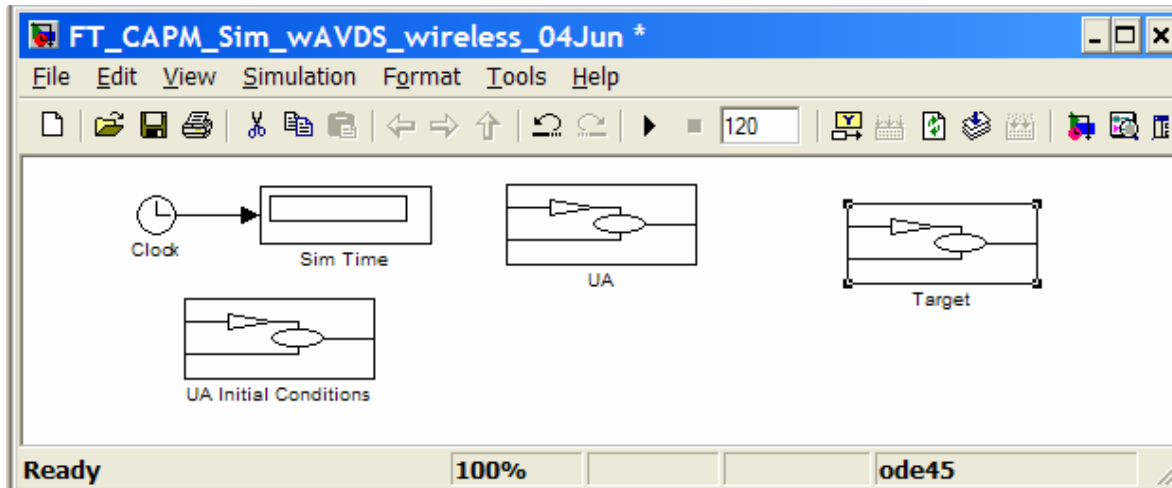 FT_CAPM_Sim_wAVDS_wireless_04Jun *
File Edit View Simulation Format Tools Help
120
Clock
Sim Time
UA
Target
UA Initial Conditions
Ready 100% ode45